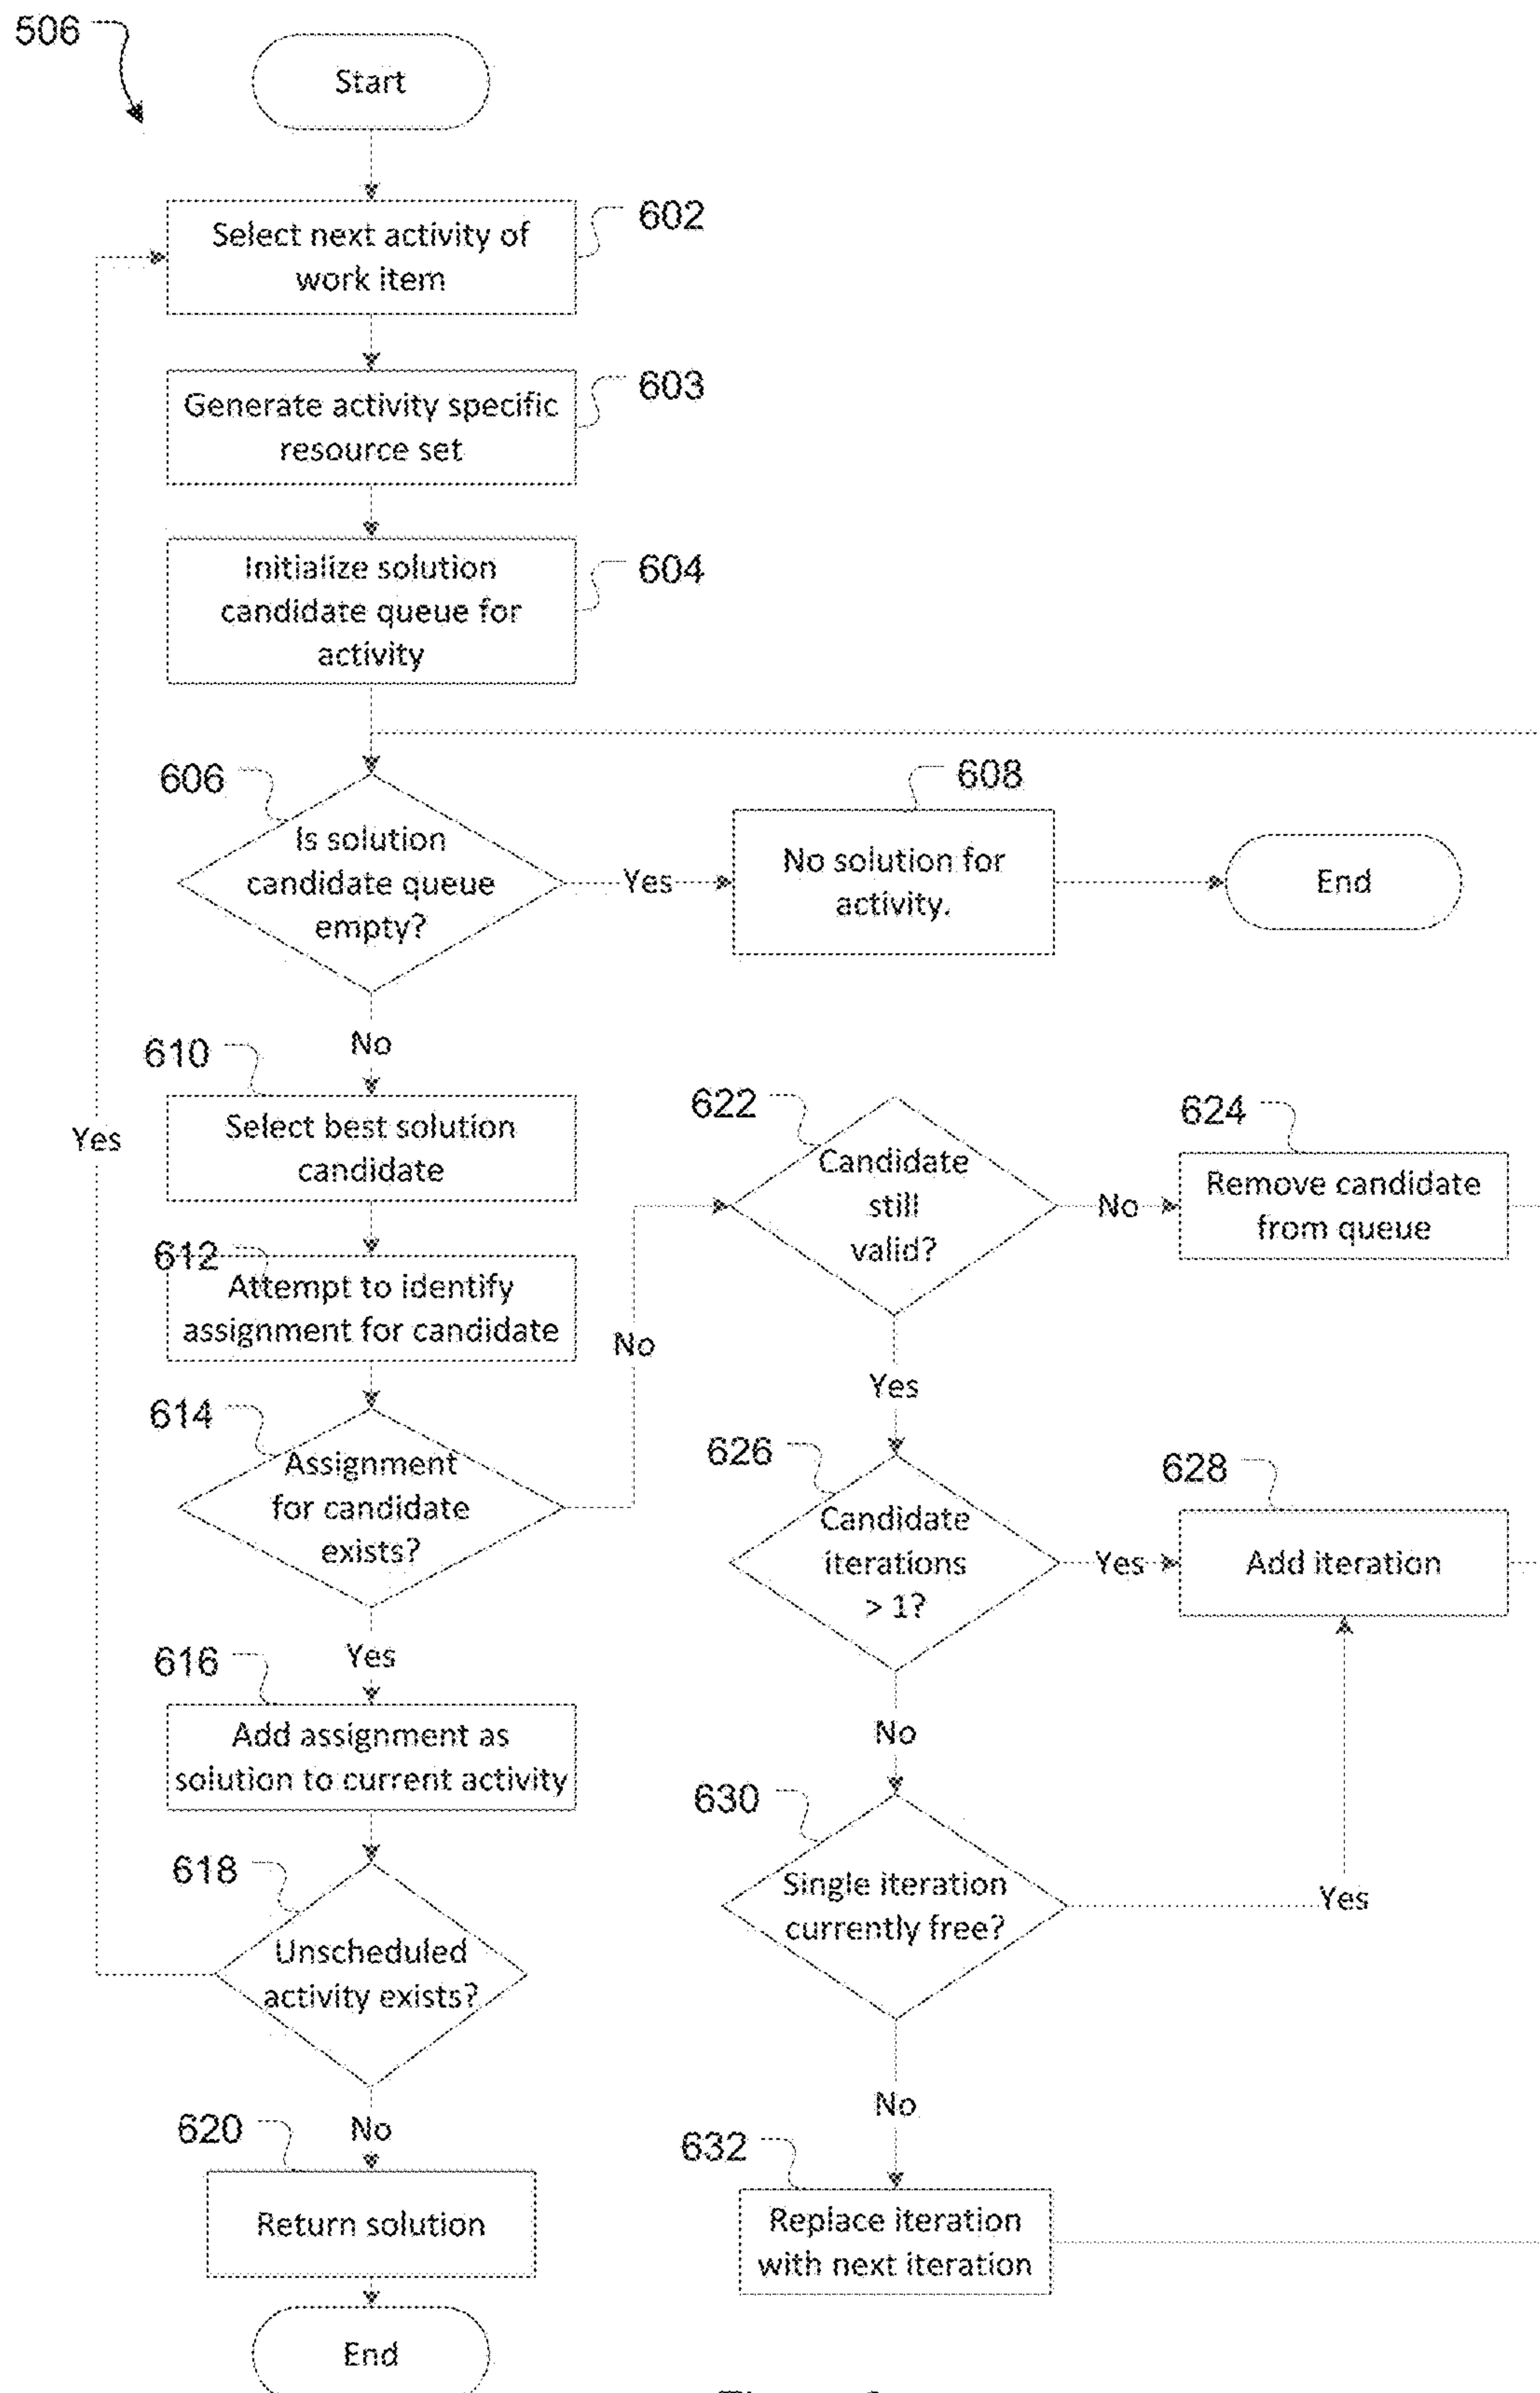 506
Start
Select next activity of
work item
602
Generate activity specific
resource set
603
Initialize solution
candidate queue for
activity
604
606
Is solution
candidate queue
empty?
Yes
608
No solution for
activity.
End
No
610
Select best solution
candidate
Yes
612
Attempt to identify
assignment for candidate
614
Assignment
for candidate
exists?
No
622
Candidate
still
valid?
No
624
Remove candidate
from queue
Yes
626
Candidate
iterations
> 1?
Yes
628
Add iteration
Yes
616
Add assignment as
solution to current activity
No
630
Single iteration
currently free?
Yes
618
Unscheduled
activity exists?
No
620
Return solution
No
632
Replace iteration
with next iteration
End